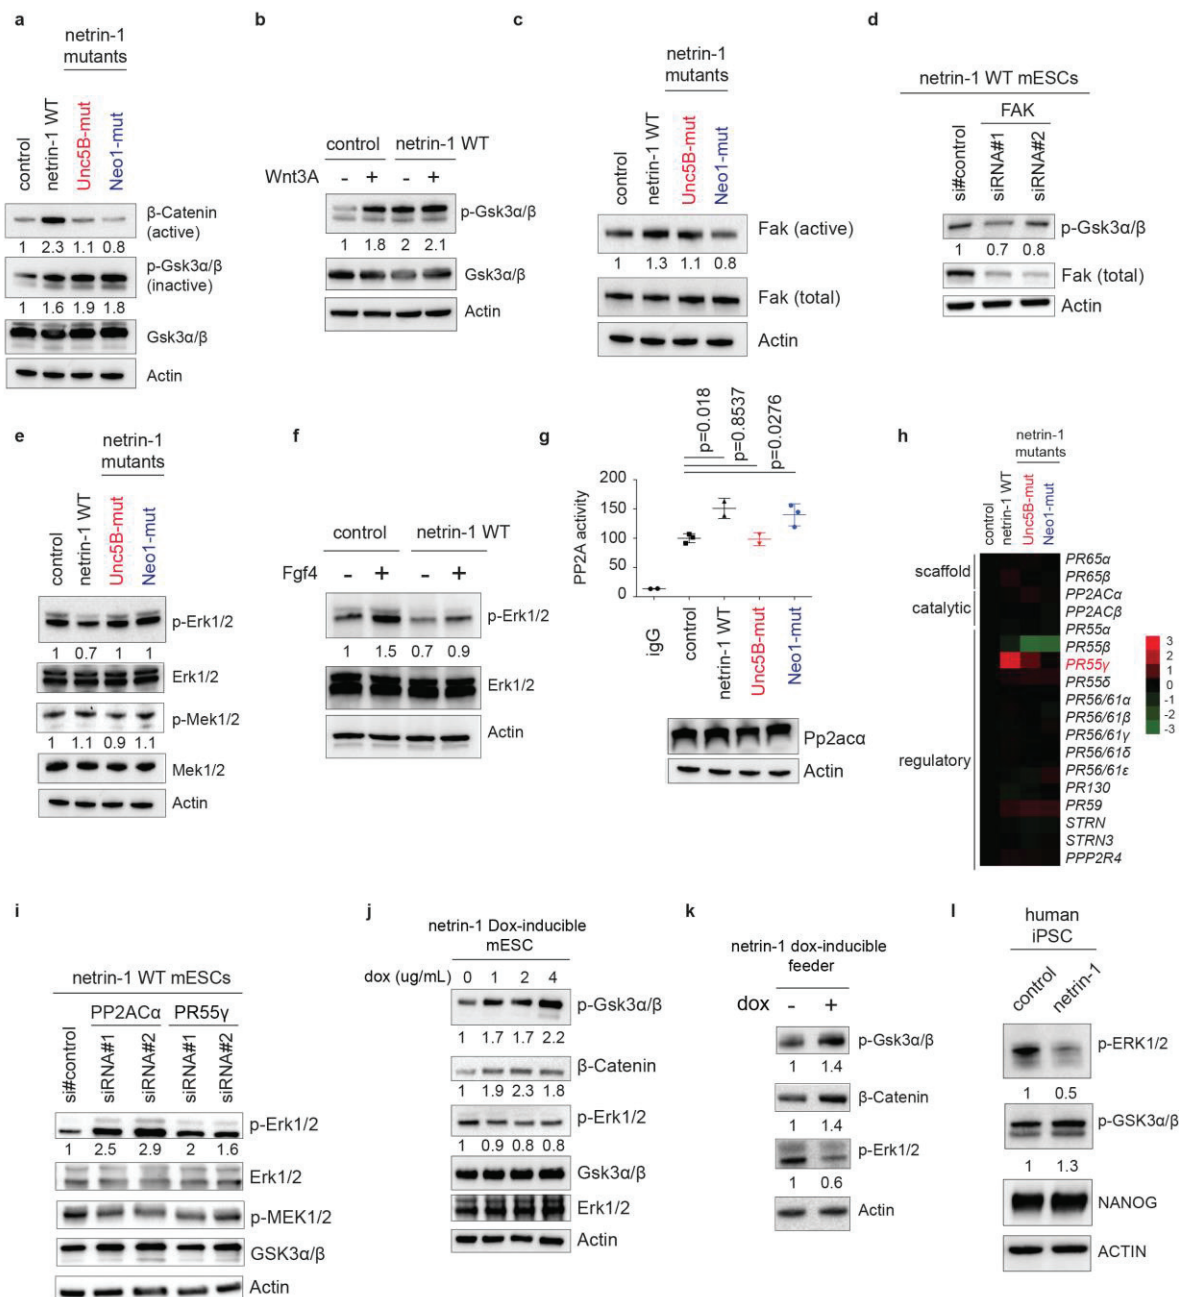 a
netrin-1
mutants
control
netrin-1 WT
Unc5B-mut
Neo1-mut
β-Catenin
(active)
1 2.3 1.1 0.8
p-Gsk3α/β
(inactive)
1 1.6 1.9 1.8
Gsk3α/β
Actin
b
control netrin-1 WT
Wnt3A - + - +
p-Gsk3α/β
1 1.8 2 2.1
Gsk3α/β
Actin
c
netrin-1
mutants
control
netrin-1 WT
Unc5B-mut
Neo1-mut
Fak (active)
1 1.3 1.1 0.8
Fak (total)
Actin
d
netrin-1 WT mESCs
FAK
si#control
siRNA#1
siRNA#2
p-Gsk3α/β
1 0.7 0.8
Fak (total)
Actin
e
netrin-1
mutants
control
netrin-1 WT
Unc5B-mut
Neo1-mut
p-Erk1/2
1 0.7 1 1
Erk1/2
p-Mek1/2
1 1.1 0.9 1.1
Mek1/2
Actin
f
control netrin-1 WT
Fgf4 - + - +
p-Erk1/2
1 1.5 0.7 0.9
Erk1/2
Actin
g
p=0.018
p=0.8537
p=0.0276
PP2A activity
200
150
100
50
0
igG
control
netrin-1 WT
Unc5B-mut
Neo1-mut
Pp2acα
Actin
h
netrin-1
mutants
control
netrin-1 WT
Unc5B-mut
Neo1-mut
scaffold
catalytic
regulatory
PR65α
PR65β
PP2ACα
PP2ACβ
PR55α
PR55β
PR55γ
PR55δ
PR56/61α
PR56/61β
PR56/61γ
PR56/61δ
PR56/61ε
PR130
PR59
STRN
STRN3
PPP2R4
3
2
1
0
-1
-2
-3
i
netrin-1 WT mESCs
PP2ACα PR55γ
si#control
siRNA#1
siRNA#2
siRNA#1
siRNA#2
p-Erk1/2
1 2.5 2.9 2 1.6
Erk1/2
p-MEK1/2
GSK3α/β
Actin
j
netrin-1 Dox-inducible
mESC
dox (ug/mL) 0 1 2 4
p-Gsk3α/β
1 1.7 1.7 2.2
β-Catenin
1 1.9 2.3 1.8
p-Erk1/2
1 0.9 0.8 0.8
Gsk3α/β
Erk1/2
Actin
k
netrin-1 dox-inducible
feeder
dox - +
p-Gsk3α/β
1 1.4
β-Catenin
1 1.4
p-Erk1/2
1 0.6
Actin
l
human
iPSC
control
netrin-1
p-ERK1/2
1 0.5
p-GSK3α/β
1 1.3
NANOG
ACTIN